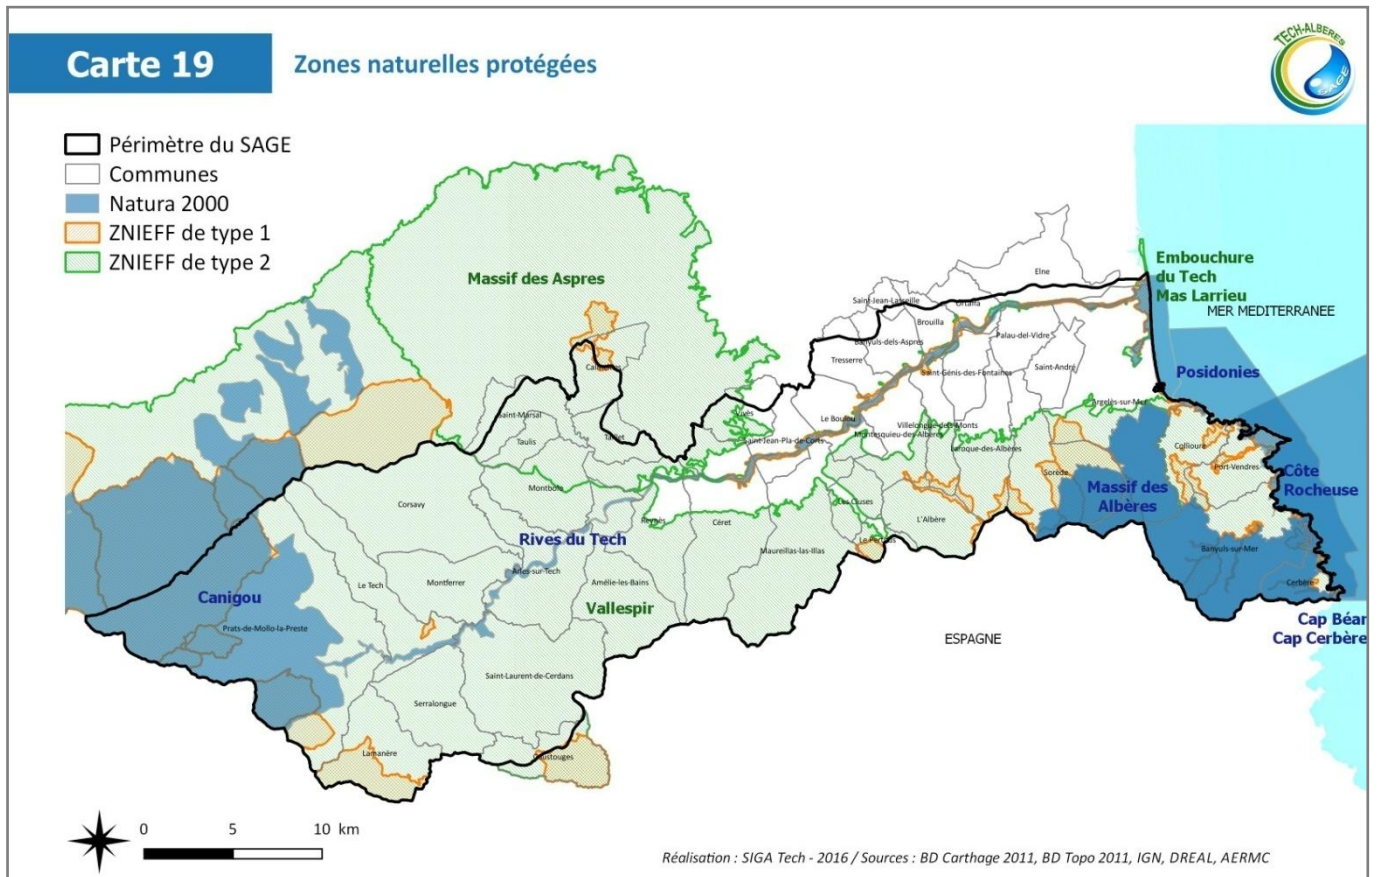 Carte 19
Zones naturelles protégées
TECH-ALBERES
SAGE
Périmètre du SAGE
Communes
Natura 2000
ZNIEFF de type 1
ZNIEFF de type 2
Massif des Aspres
Elne
Embouchure
du Tech
Mas Larrieu
MER MEDITERRANEE
Saint-Jean-Lasseille
Ortaffa
Brouilla
Banyuls-dels-Aspres
Palau-del-Vidre
Tresserre
Saint-Génis-des-Fontaines
Saint-André
Posidonies
Calmeilles
Saint-Marsal
Taulis
Taillet
Vivès
Le Boulou
Argelès-sur-Mer
Saint-Jean-Pla-de-Corts
Villelongue-dels-Monts
Montesquieu-des-Albères
Laroque-des-Albères
Collioure
Port-Vendres
Sorède
Côte
Rocheuse
Massif des
Albères
Montbolo
Corsavy
Reynès
Céret
Les Cluses
L'Albère
Le Perthus
Rives du Tech
Maureillas-las-Illas
Banyuls-sur-Mer
Cerbère
Arles-sur-Tech
Amélie-les-Bains
Montferrer
Le Tech
Canigou
Vallespir
Prats-de-Mollo-la-Preste
Cap Béar
Cap Cerbère
ESPAGNE
Saint-Laurent-de-Cerdans
Serralongue
Lamanère
Coustouges
0 5 10 km
Réalisation : SIGA Tech - 2016 / Sources : BD Carthage 2011, BD Topo 2011, IGN, DREAL, AERMC